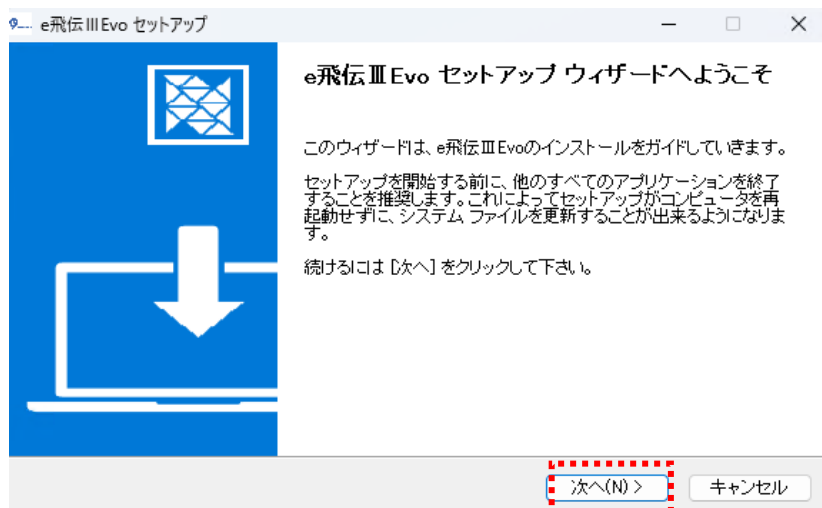 e飛伝ⅢEvo セットアップ
e飛伝ⅢEvo セットアップ ウィザードへようこそ
このウィザードは、e飛伝ⅢEvoのインストールをガイドしていきます。
セットアップを開始する前に、他のすべてのアプリケーションを終了
することを推奨します。これによってセットアップがコンピュータを再
起動せずに、システム ファイルを更新することが出来るようになりま
す。
続けるには [次へ] をクリックして下さい。
次へ(N) >
キャンセル